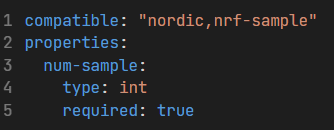 1 compatible: "nordic,nrf-sample"
2 properties:
3   num-sample:
4     type: int
5     required: true